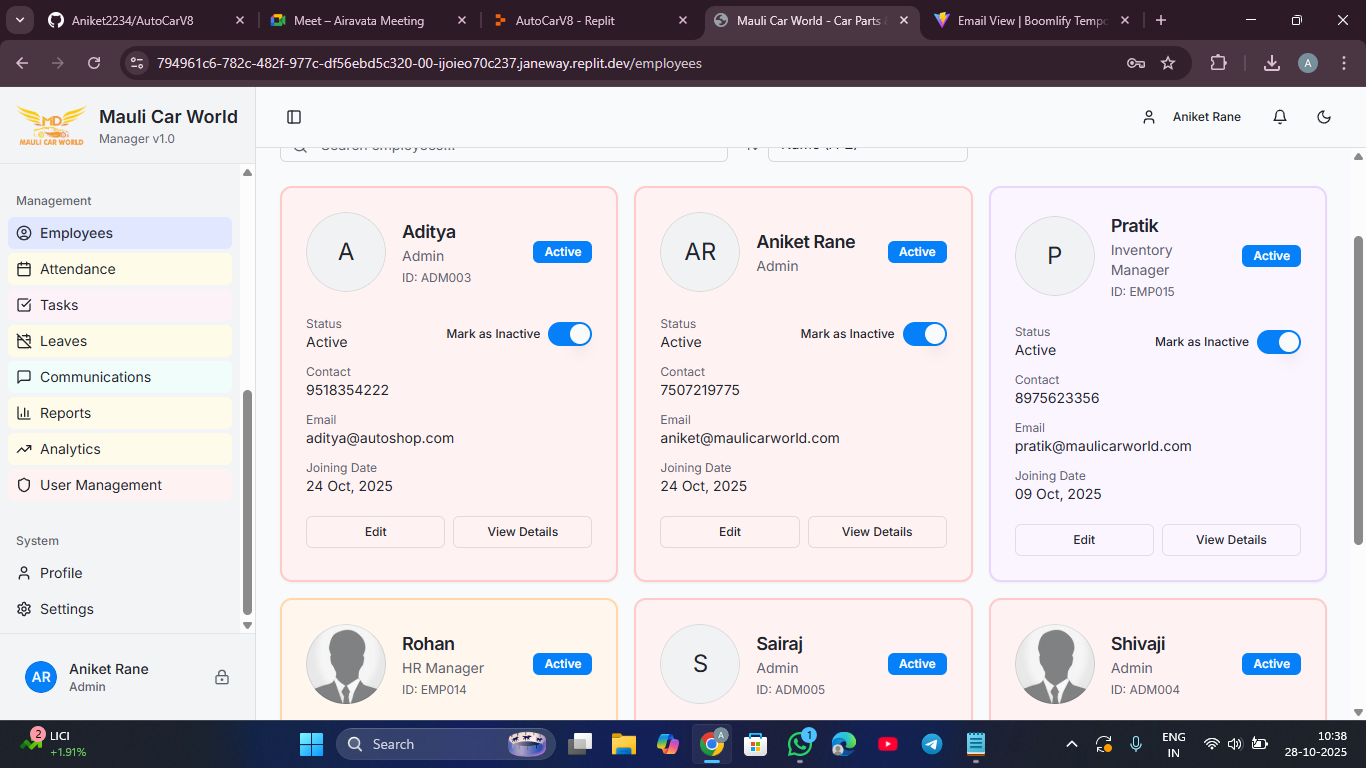 Aniket2234/AutoCarV8
Meet – Airavata Meeting
AutoCarV8 - Replit
Mauli Car World - Car Parts
Email View | Boomlify Tempo
794961c6-782c-482f-977c-df56ebd5c320-00-ijoieo70c237.janeway.replit.dev/employees
A
MD
MAULI CAR WORLD
Mauli Car World
Manager v1.0
Aniket Rane
Management
Employees
Attendance
Tasks
Leaves
Communications
Reports
Analytics
User Management
System
Profile
Settings
AR
Aniket Rane
Admin
Search employees...
A
Aditya
Admin
ID: ADM003
Active
Status
Active
Mark as Inactive
Contact
9518354222
Email
aditya@autoshop.com
Joining Date
24 Oct, 2025
Edit
View Details
AR
Aniket Rane
Admin
Active
Status
Active
Mark as Inactive
Contact
7507219775
Email
aniket@maulicarworld.com
Joining Date
24 Oct, 2025
Edit
View Details
P
Pratik
Inventory
Manager
ID: EMP015
Active
Status
Active
Mark as Inactive
Contact
8975623356
Email
pratik@maulicarworld.com
Joining Date
09 Oct, 2025
Edit
View Details
Rohan
HR Manager
ID: EMP014
Active
S
Sairaj
Admin
ID: ADM005
Active
Shivaji
Admin
ID: ADM004
Active
2
LICI
+1.91%
Search
A
1
ENG
IN
10:38
28-10-2025